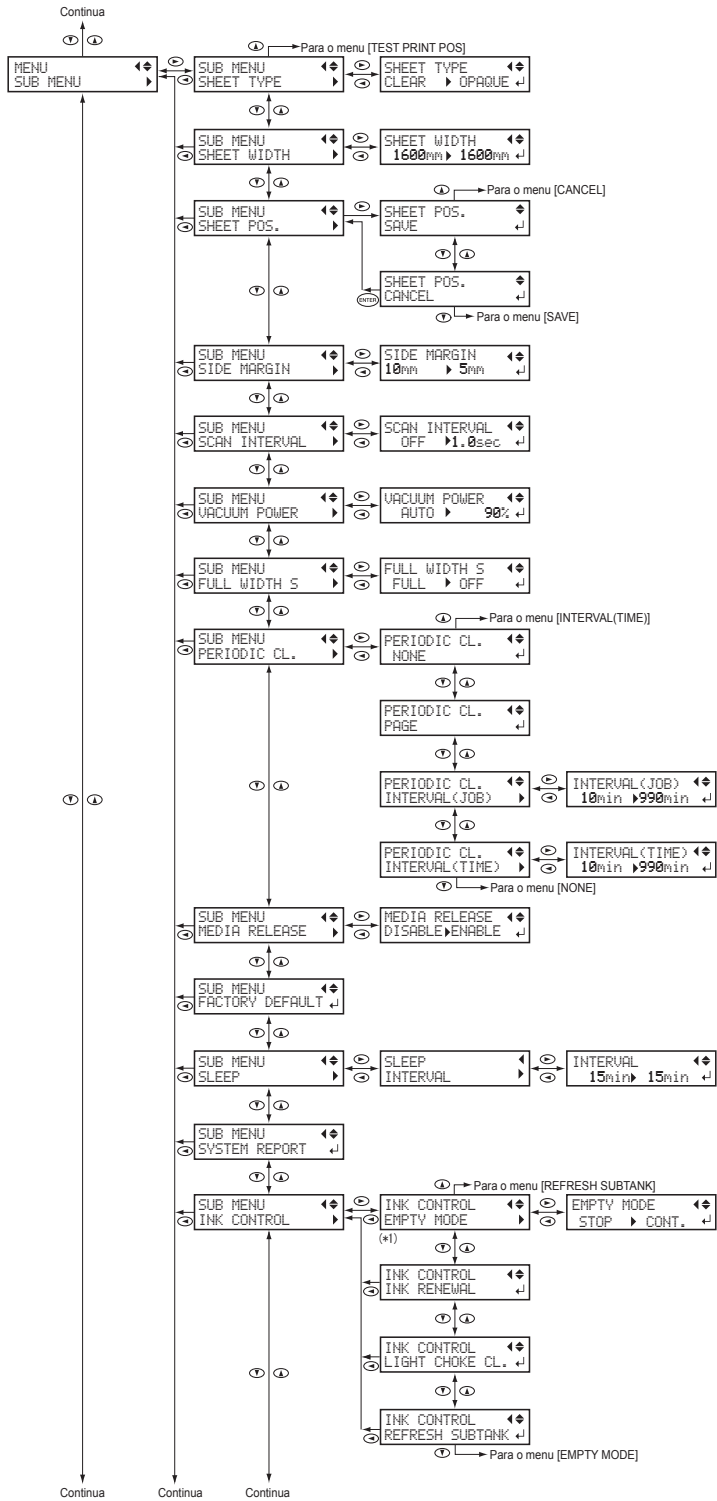 Continua
Para o menu [TEST PRINT POS]
MENU
SUB MENU
SUB MENU
SHEET TYPE
SHEET TYPE
CLEAR OPAQUE
SUB MENU
SHEET WIDTH
SHEET WIDTH
1600mm 1600mm
Para o menu [CANCEL]
SUB MENU
SHEET POS.
SHEET POS.
SAVE
SHEET POS.
CANCEL
ENTER
Para o menu [SAVE]
SUB MENU
SIDE MARGIN
SIDE MARGIN
10mm 5mm
SUB MENU
SCAN INTERVAL
SCAN INTERVAL
OFF 1.0sec
SUB MENU
VACUUM POWER
VACUUM POWER
AUTO 90%
SUB MENU
FULL WIDTH S
FULL WIDTH S
FULL OFF
Para o menu [INTERVAL(TIME)]
SUB MENU
PERIODIC CL.
PERIODIC CL.
NONE
PERIODIC CL.
PAGE
PERIODIC CL.
INTERVAL(JOB)
INTERVAL(JOB)
10min 990min
PERIODIC CL.
INTERVAL(TIME)
INTERVAL(TIME)
10min 990min
Para o menu [NONE]
SUB MENU
MEDIA RELEASE
MEDIA RELEASE
DISABLE ENABLE
SUB MENU
FACTORY DEFAULT
SUB MENU
SLEEP
SLEEP
INTERVAL
INTERVAL
15min 15min
SUB MENU
SYSTEM REPORT
Para o menu [REFRESH SUBTANK]
SUB MENU
INK CONTROL
INK CONTROL
EMPTY MODE
EMPTY MODE
STOP CONT.
(*1)
INK CONTROL
INK RENEWAL
INK CONTROL
LIGHT CHOKE CL.
INK CONTROL
REFRESH SUBTANK
Para o menu [EMPTY MODE]
Continua Continua Continua